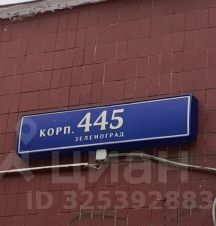 КОРП. 445
ЗЕЛЕНОГРАД
циан
ID 325392883